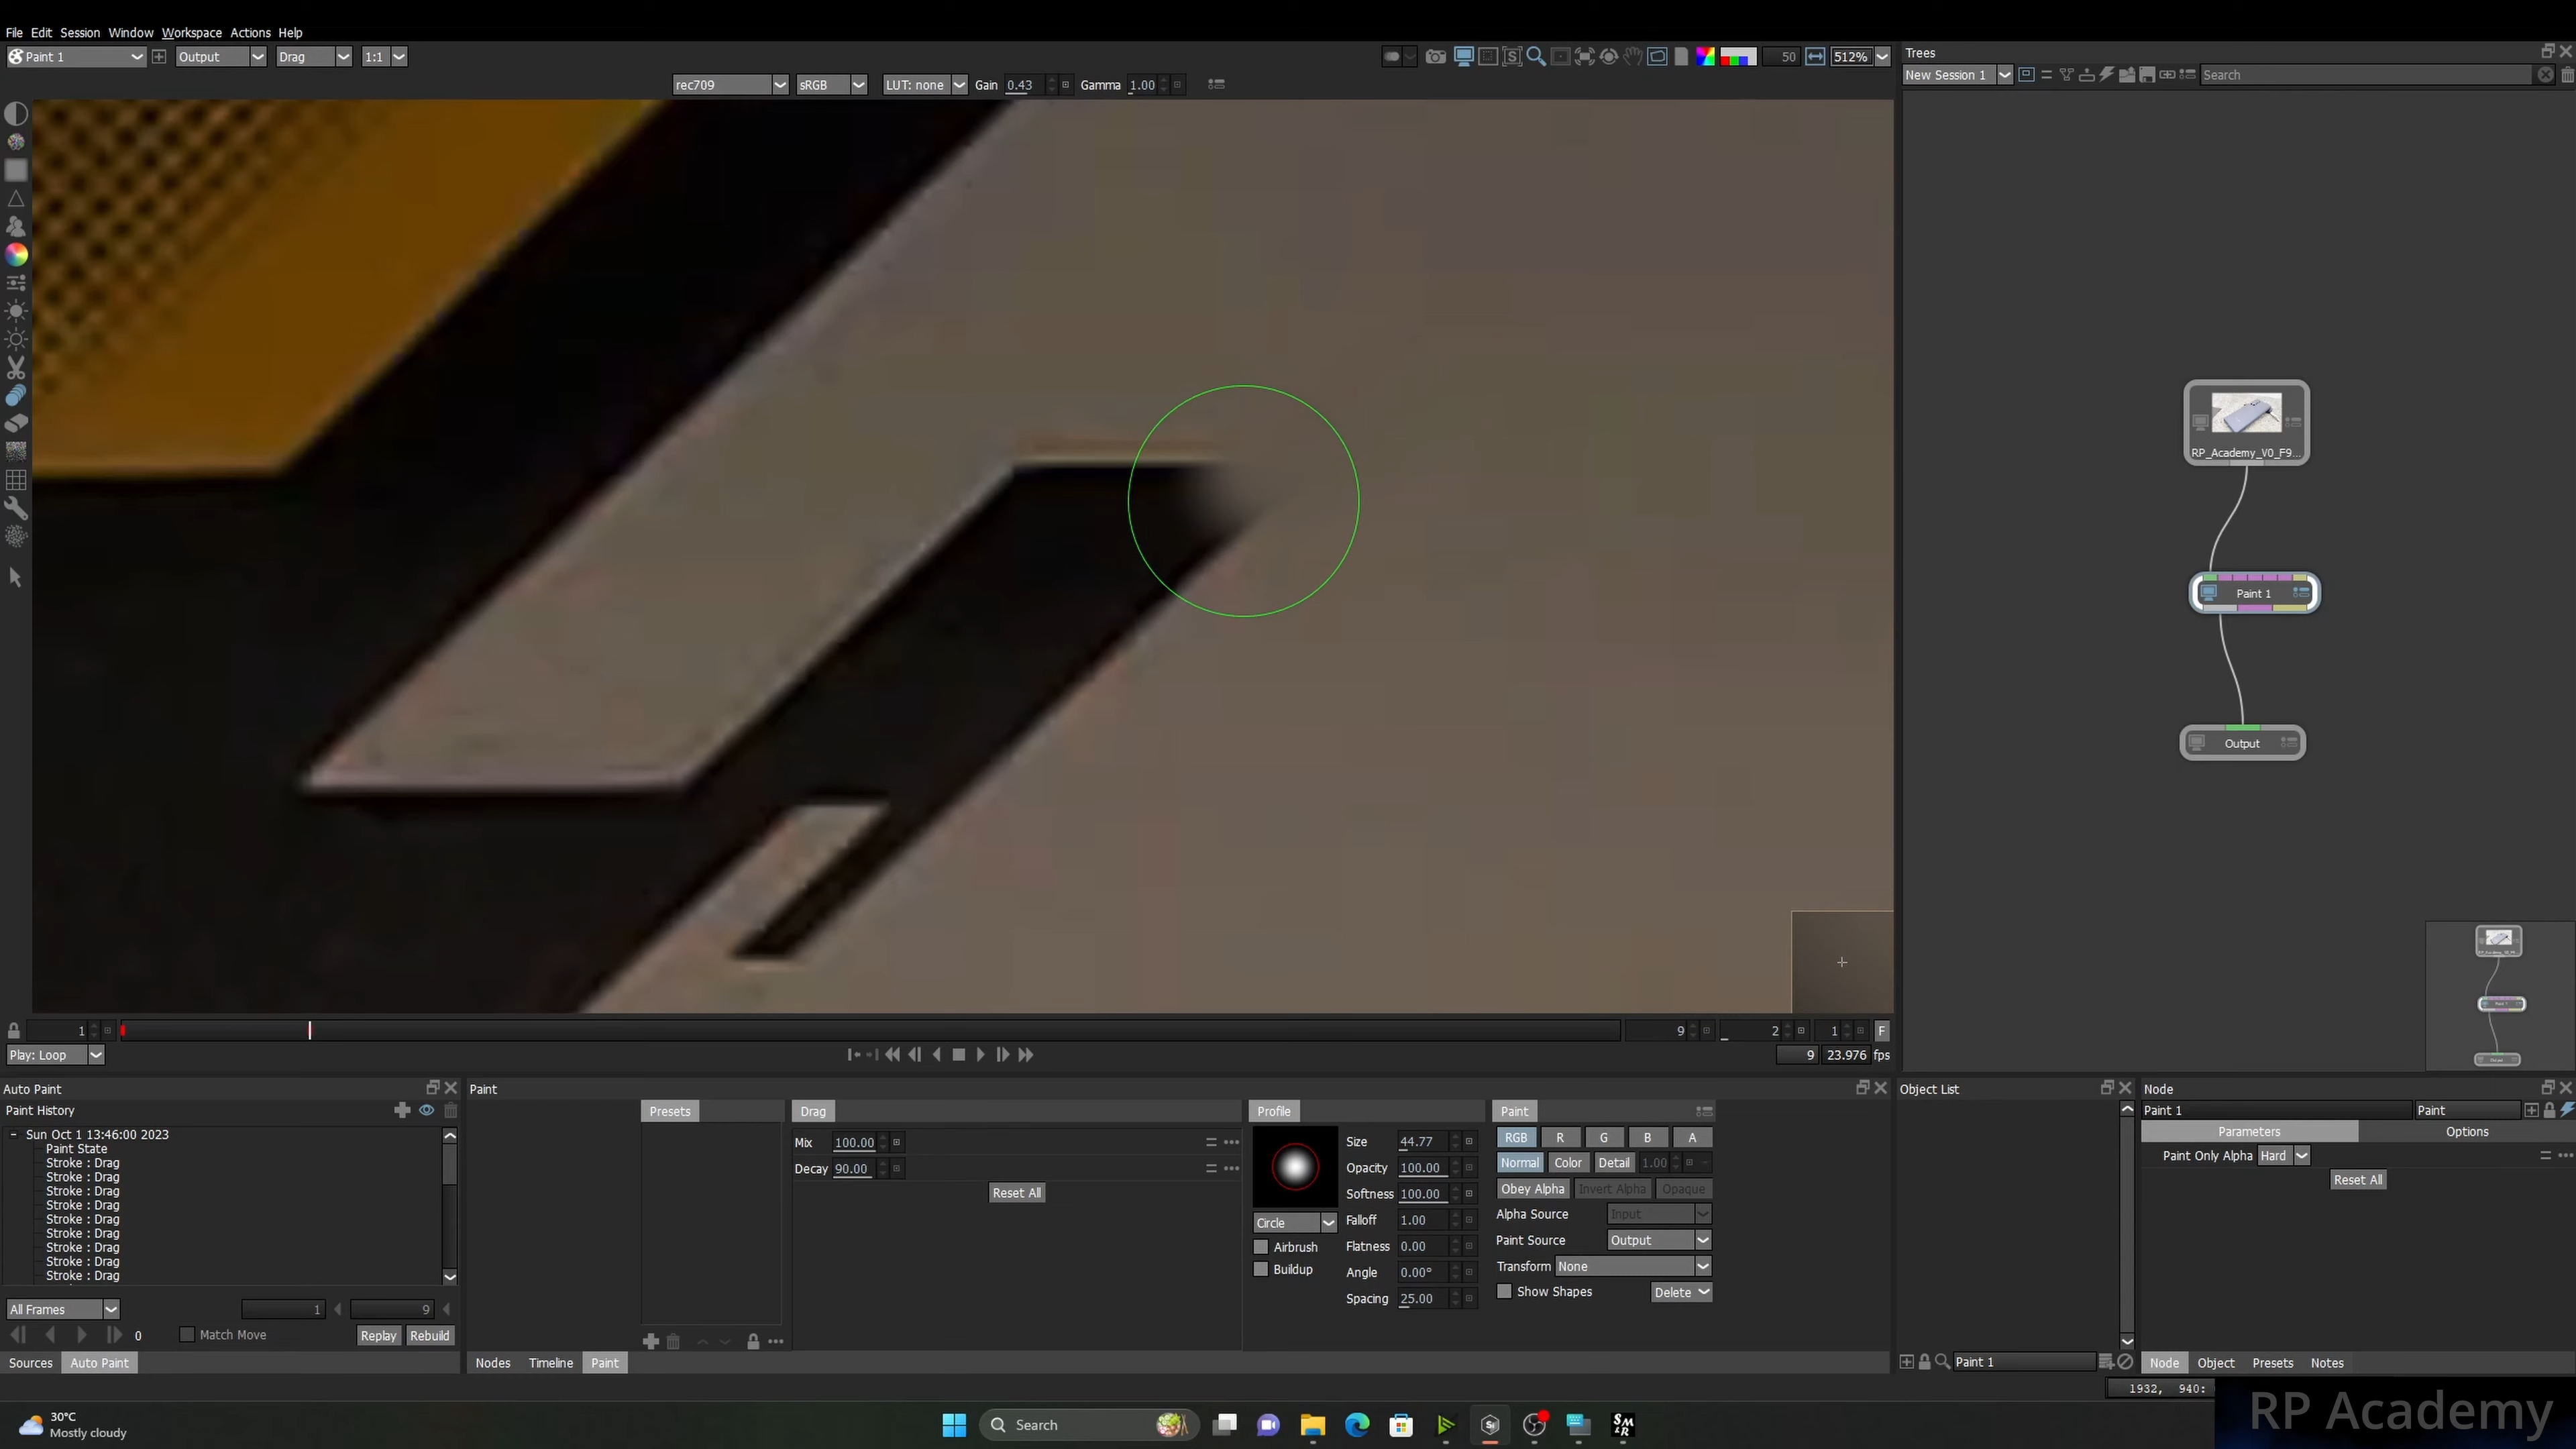 File Edit Session Window Workspace Actions Help
Paint 1 Output Drag 1:1 50 512% Trees
New Session 1 Search
rec709 sRGB LUT: none Gain 0.43 Gamma 1.00
RP_Academy_V0_F9...
Paint 1
Output
1 9 2 1 F
Play: Loop 9 23.976 fps
Auto Paint
Paint History
Sun Oct 1 13:46:00 2023
Paint State
Stroke : Drag
Stroke : Drag
Stroke : Drag
Stroke : Drag
Stroke : Drag
Stroke : Drag
Stroke : Drag
Stroke : Drag
Stroke : Drag
All Frames 1 9
0 Match Move Replay Rebuild
Sources Auto Paint
Paint
Presets
Nodes Timeline Paint
Drag
Mix 100.00
Decay 90.00
Reset All
Profile
Circle
Airbrush
Buildup
Size 44.77
Opacity 100.00
Softness 100.00
Falloff 1.00
Flatness 0.00
Angle 0.00°
Spacing 25.00
Paint
RGB R G B A
Normal Color Detail 1.00
Obey Alpha Invert Alpha Opaque
Alpha Source Input
Paint Source Output
Transform None
Show Shapes Delete
Object List
Paint 1
Node
Paint 1 Paint
Parameters Options
Paint Only Alpha Hard
Reset All
Node Object Presets Notes
1932, 940:
30°C
Mostly cloudy
Search
RP Academy